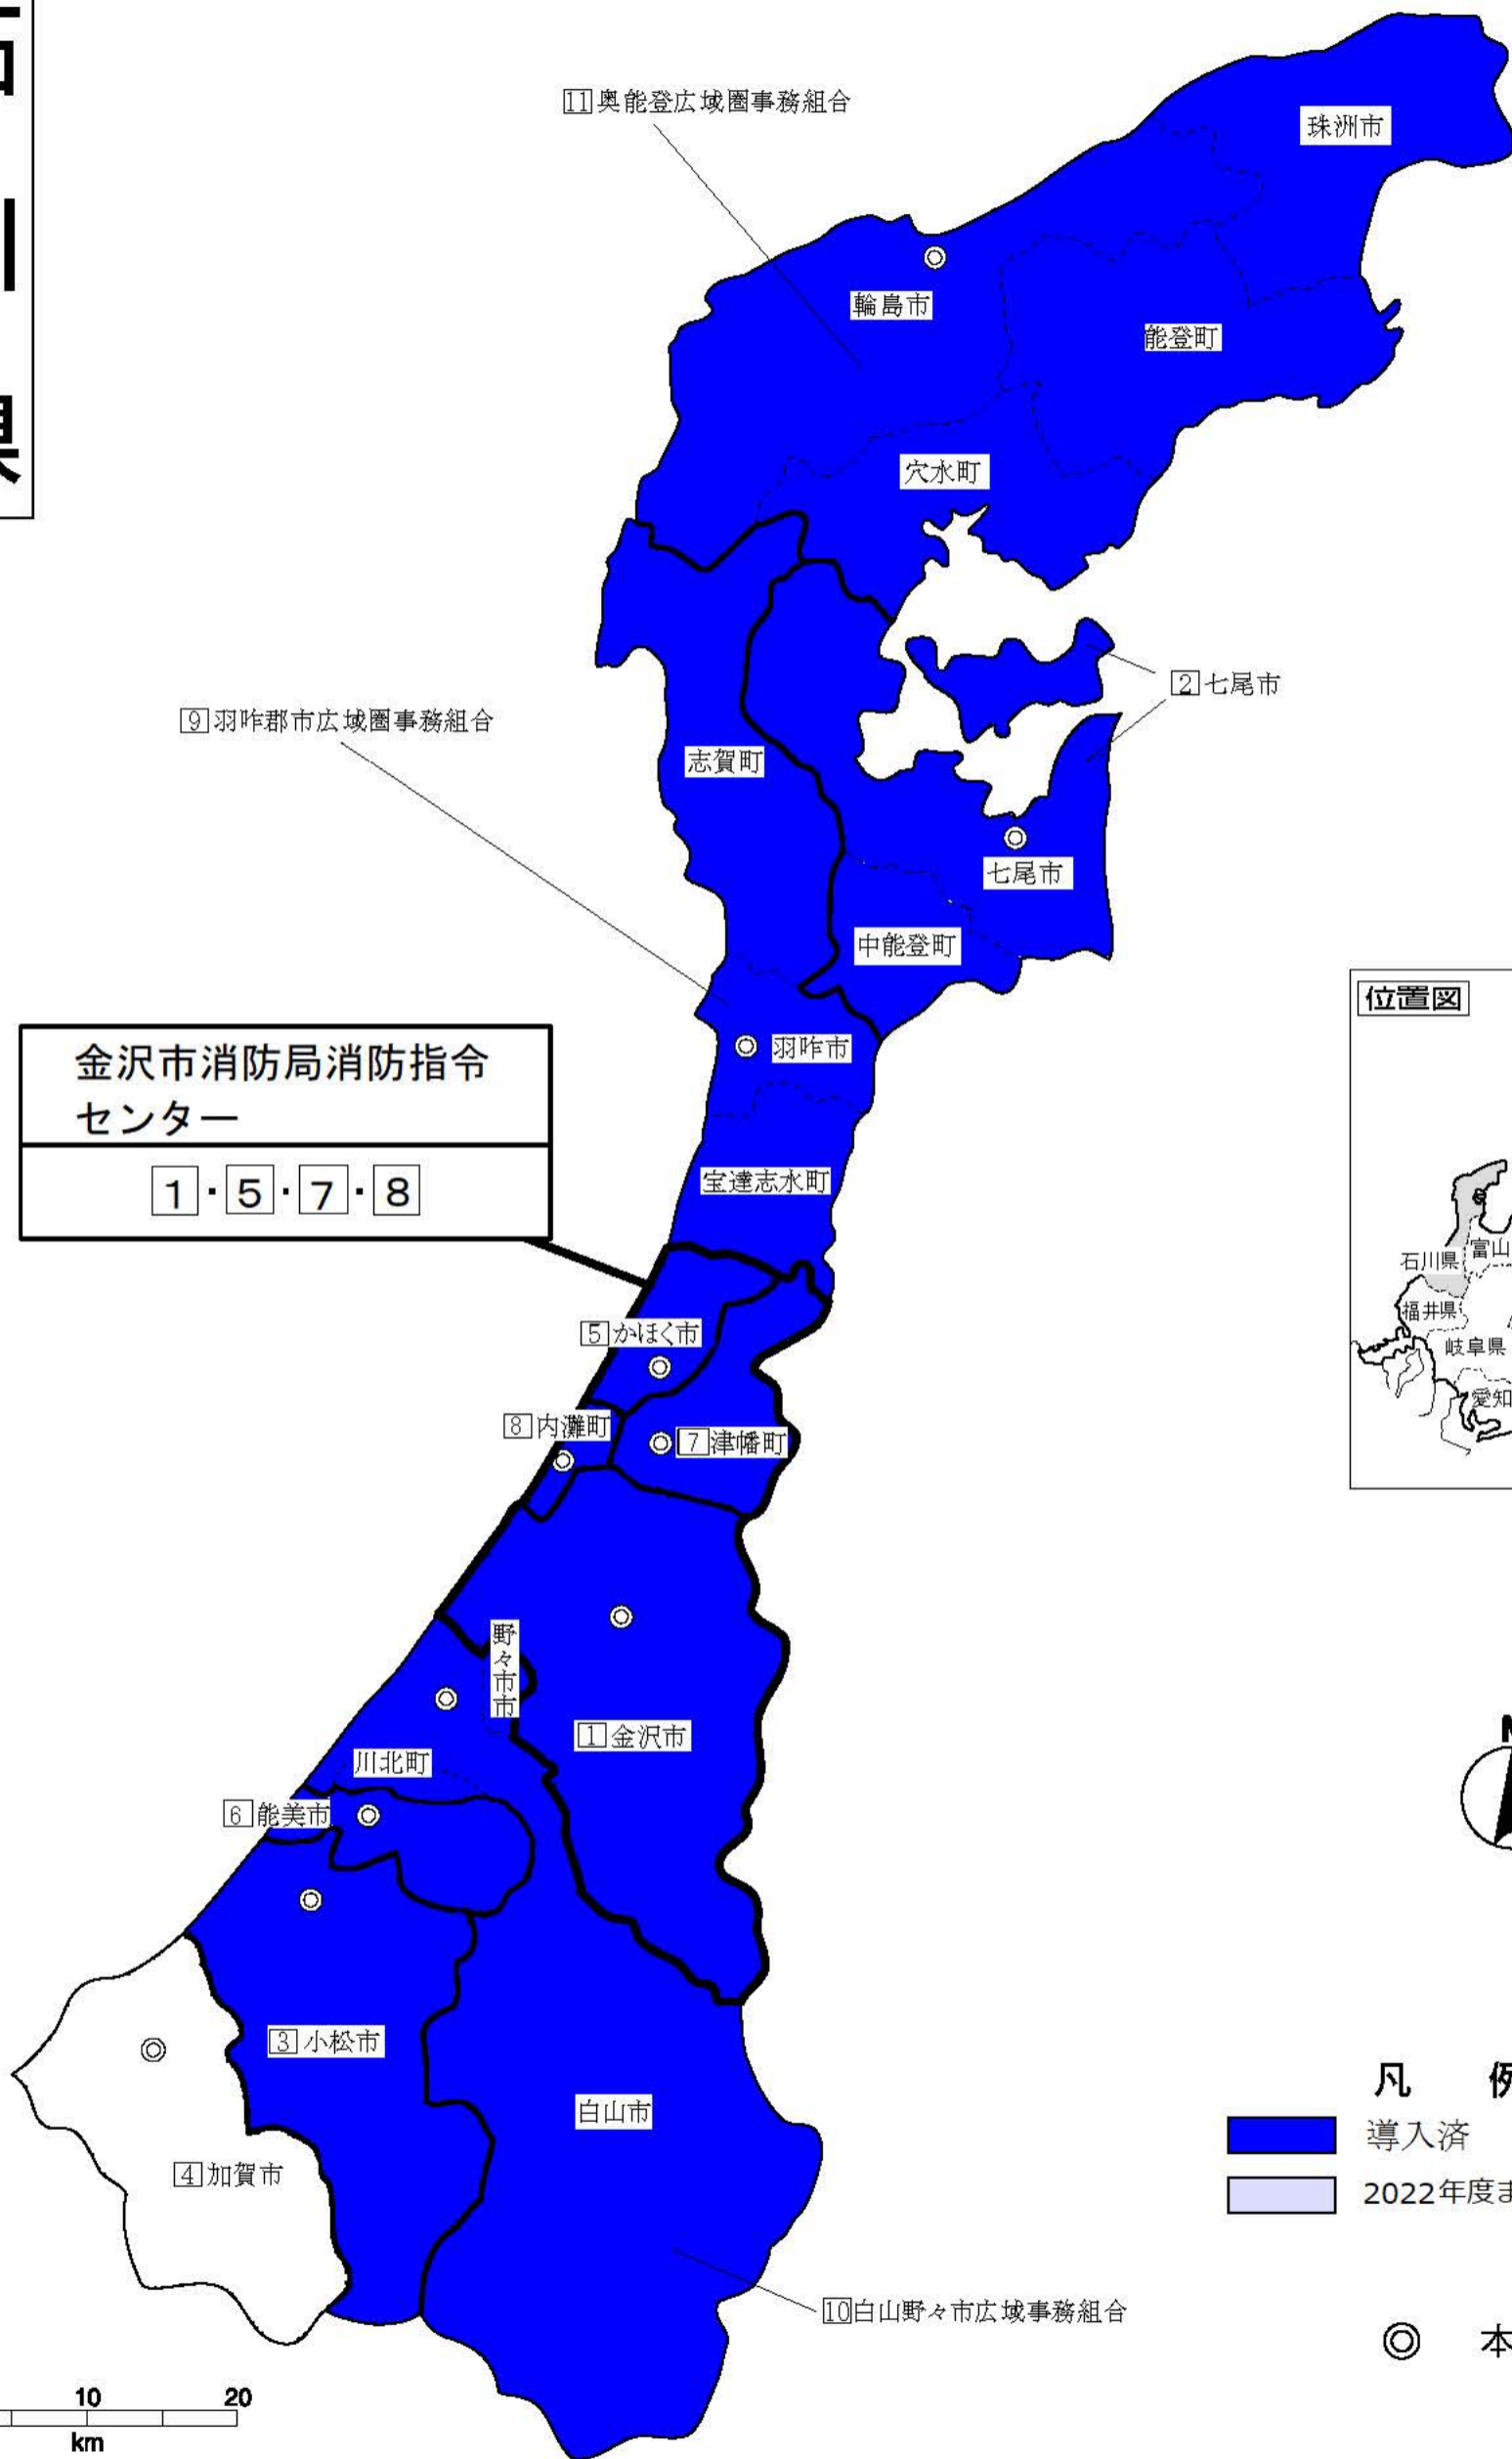 川
11 奥能登広域圏事務組合
珠洲市
輪島市
能登町
穴水町
2 七尾市
9 羽咋郡市広域圏事務組合
志賀町
七尾市
中能登町
位置図
羽咋市
金沢市消防局消防指令
センター
1・5・7・8
宝達志水町
石川県
富山
福井県
岐阜県
愛知
5 かほく市
8 内灘町
7 津幡町
野々市市
1 金沢市
川北町
6 能美市
3 小松市
白山市
4 加賀市
凡 例
導入済
2022年度ま
10 白山野々市広域事務組合
◎ 本
10 20
km